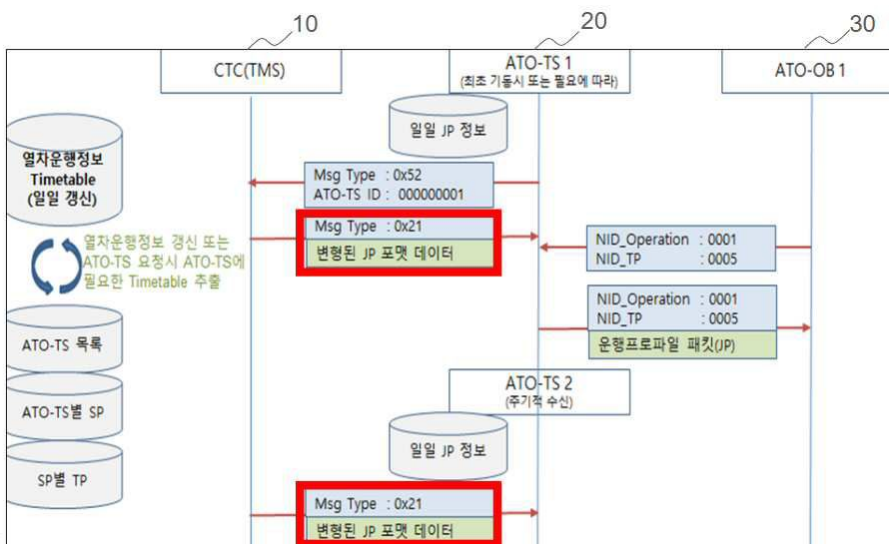 10
20
30
CTC(TMS)
ATO-TS 1
(최초 기동시 또는 필요에 따라)
ATO-OB 1
일일 JP 정보
열차운행정보
Timetable
(일일 갱신)
Msg Type : 0x52
ATO-TS ID : 000000001
Msg Type : 0x21
변형된 JP 포맷 데이터
NID_Operation : 0001
NID_TP : 0005
열차운행정보 갱신 또는
ATO-TS 요청시 ATO-TS에
필요한 Timetable 추출
NID_Operation : 0001
NID_TP : 0005
운행프로파일 패킷(JP)
ATO-TS 목록
ATO-TS 2
(주기적 수신)
ATO-TS별 SP
일일 JP 정보
SP별 TP
Msg Type : 0x21
변형된 JP 포맷 데이터